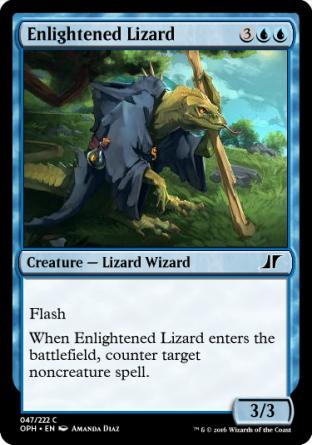 Enlightened Lizard 3
Creature — Lizard Wizard
Flash
When Enlightened Lizard enters the
battlefield, counter target
noncreature spell.
3/3
047/222 C
OPH • EN Amanda Diaz
™ & © 2016 Wizards of the Coast